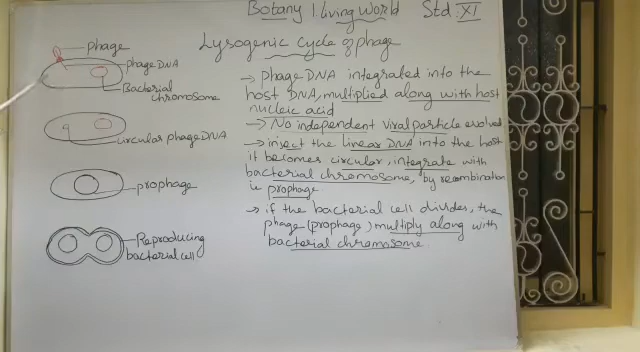 Botany | Living World Std : XI
Lysogenic Cycle of phage
phage
phage DNA
Bacterial
chromosome
circular phage DNA
prophage
Reproducing
bacterial cell
→ phage DNA integrated into the
host DNA, multiplied along with host
nucleic acid
→ No independent viral particle evolved
→ insect the linear DNA into the host
it becomes circular, integrate with
bacterial chromosome, by recombination
is prophage.
→ if the bacterial cell divides, the
phage (prophage) multiply along with
bacterial chromosome.